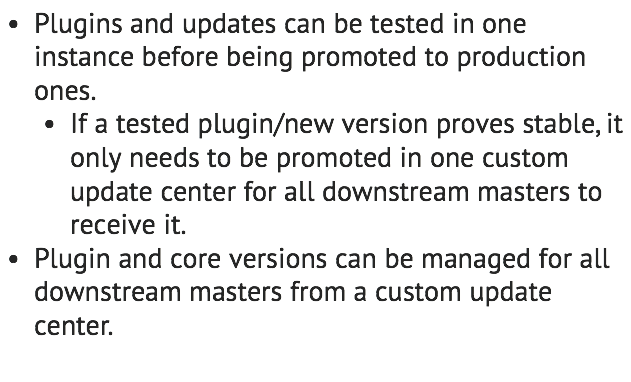 • Plugins and updates can be tested in one
instance before being promoted to production
ones.
• If a tested plugin/new version proves stable, it
only needs to be promoted in one custom
update center for all downstream masters to
receive it.
• Plugin and core versions can be managed for all
downstream masters from a custom update
center.